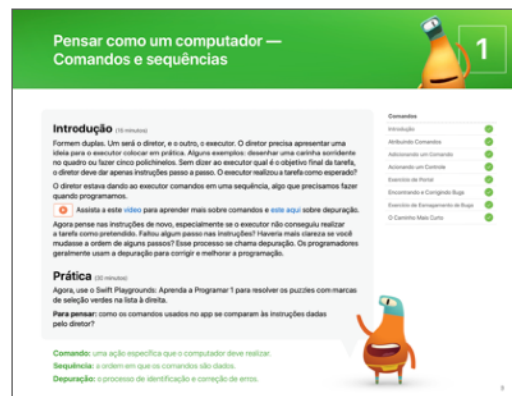 Pensar como um computador —
Comandos e sequências
1
Introdução (15 minutos)
Formem duplas. Um será o diretor, e o outro, o executor. O diretor precisa apresentar uma
ideia para o executor colocar em prática. Alguns exemplos: desenhar uma carinha sorridente
no quadro ou fazer cinco polichinelos. Sem dizer ao executor qual é o objetivo final da tarefa,
o diretor deve dar apenas instruções passo a passo. O executor realizou a tarefa como esperado?
O diretor estava dando ao executor comandos em uma sequência, algo que precisamos fazer
quando programamos.
Assista a este vídeo para aprender mais sobre comandos e este aqui sobre depuração.
Agora pense nas instruções de novo, especialmente se o executor não conseguiu realizar
a tarefa como pretendido. Faltou algum passo nas instruções? Haveria mais clareza se você
mudasse a ordem de alguns passos? Esse processo se chama depuração. Os programadores
geralmente usam a depuração para corrigir e melhorar a programação.
Prática (30 minutos)
Agora, use o Swift Playgrounds: Aprenda a Programar 1 para resolver os puzzles com marcas
de seleção verdes na lista à direita.
Para pensar: como os comandos usados no app se comparam às instruções dadas
pelo diretor?
Comando: uma ação específica que o computador deve realizar.
Sequência: a ordem em que os comandos são dados.
Depuração: o processo de identificação e correção de erros.
Comandos
Introdução
Atribuindo Comandos
Adicionando um Comando
Acionando um Controle
Exercício de Portal
Encontrando e Corrigindo Bugs
Exercício de Esmagamento de Bugs
O Caminho Mais Curto